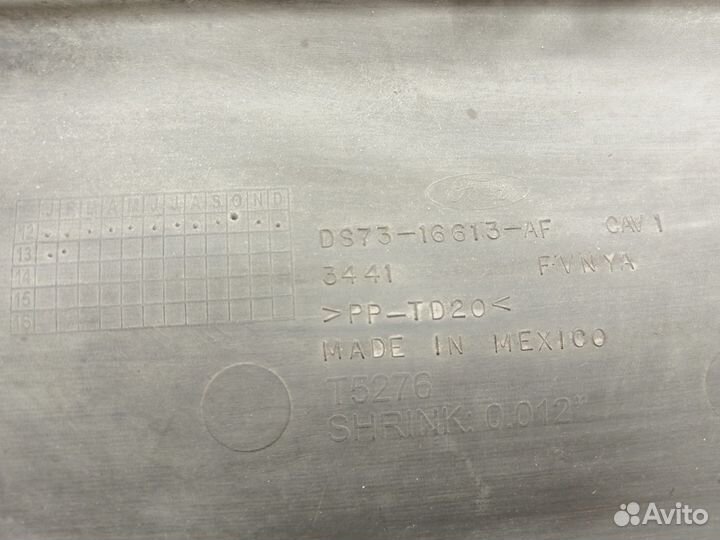 J F M A M J J A S O N D
12
13
14
15
16
Ford
DS73-16613-AF CAV 1
3441 FVNYA
>PP-TD20<
MADE IN MEXICO
T5276
SHRINK: 0.012"
Avito